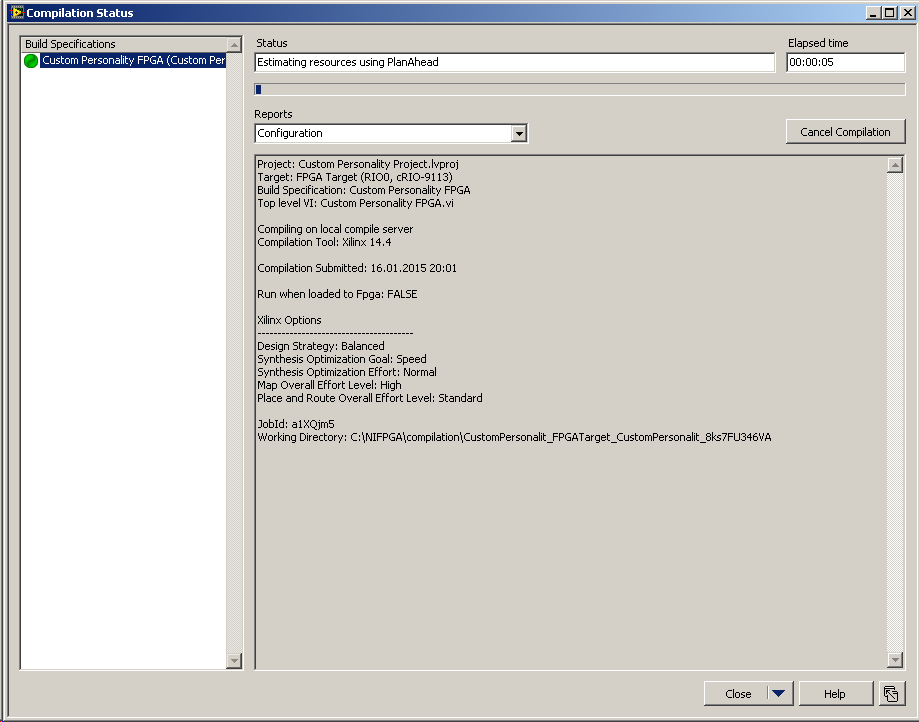 Compilation Status
Build Specifications
Custom Personality FPGA (Custom Per
Status
Estimating resources using PlanAhead
Elapsed time
00:00:05
Reports
Configuration
Cancel Compilation
Project: Custom Personality Project.lvproj
Target: FPGA Target (RIO0, cRIO-9113)
Build Specification: Custom Personality FPGA
Top level VI: Custom Personality FPGA.vi
Compiling on local compile server
Compilation Tool: Xilinx 14.4
Compilation Submitted: 16.01.2015 20:01
Run when loaded to Fpga: FALSE
Xilinx Options
---------------------------------------
Design Strategy: Balanced
Synthesis Optimization Goal: Speed
Synthesis Optimization Effort: Normal
Map Overall Effort Level: High
Place and Route Overall Effort Level: Standard
JobId: a1XQjm5
Working Directory: C:\NIFPGA\compilation\CustomPersonalit_FPGATarget_CustomPersonalit_8ks7FU346VA
Close
Help